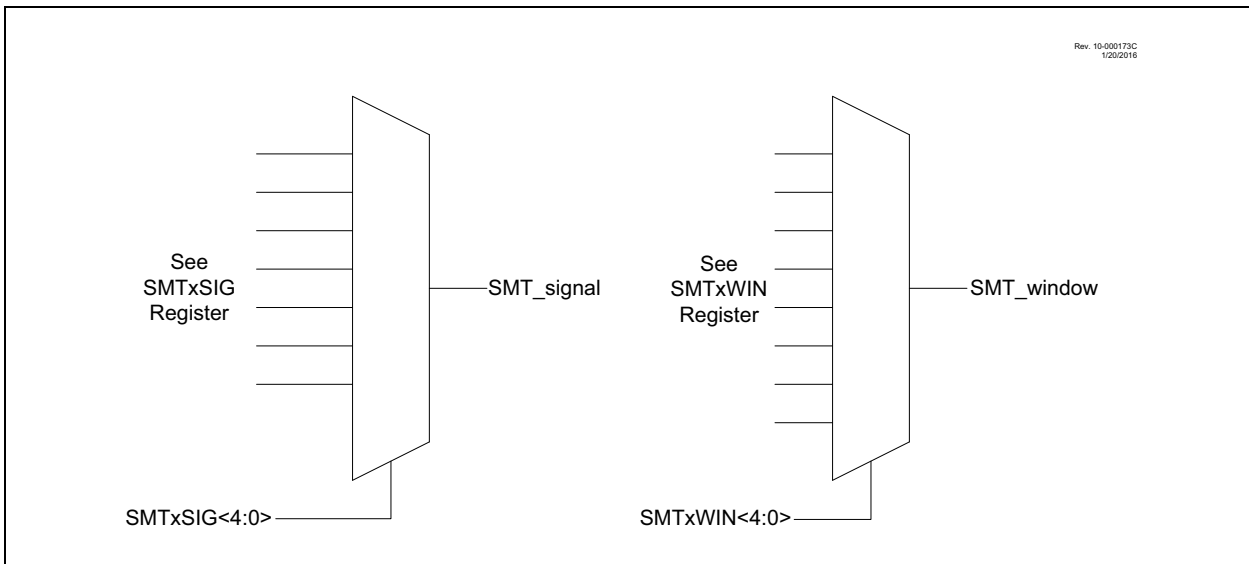 Rev. 10-000173C
1/20/2016
See
SMTxSIG
Register
SMT_signal
See
SMTxWIN
Register
SMT_window
SMTxSIG<4:0>
SMTxWIN<4:0>